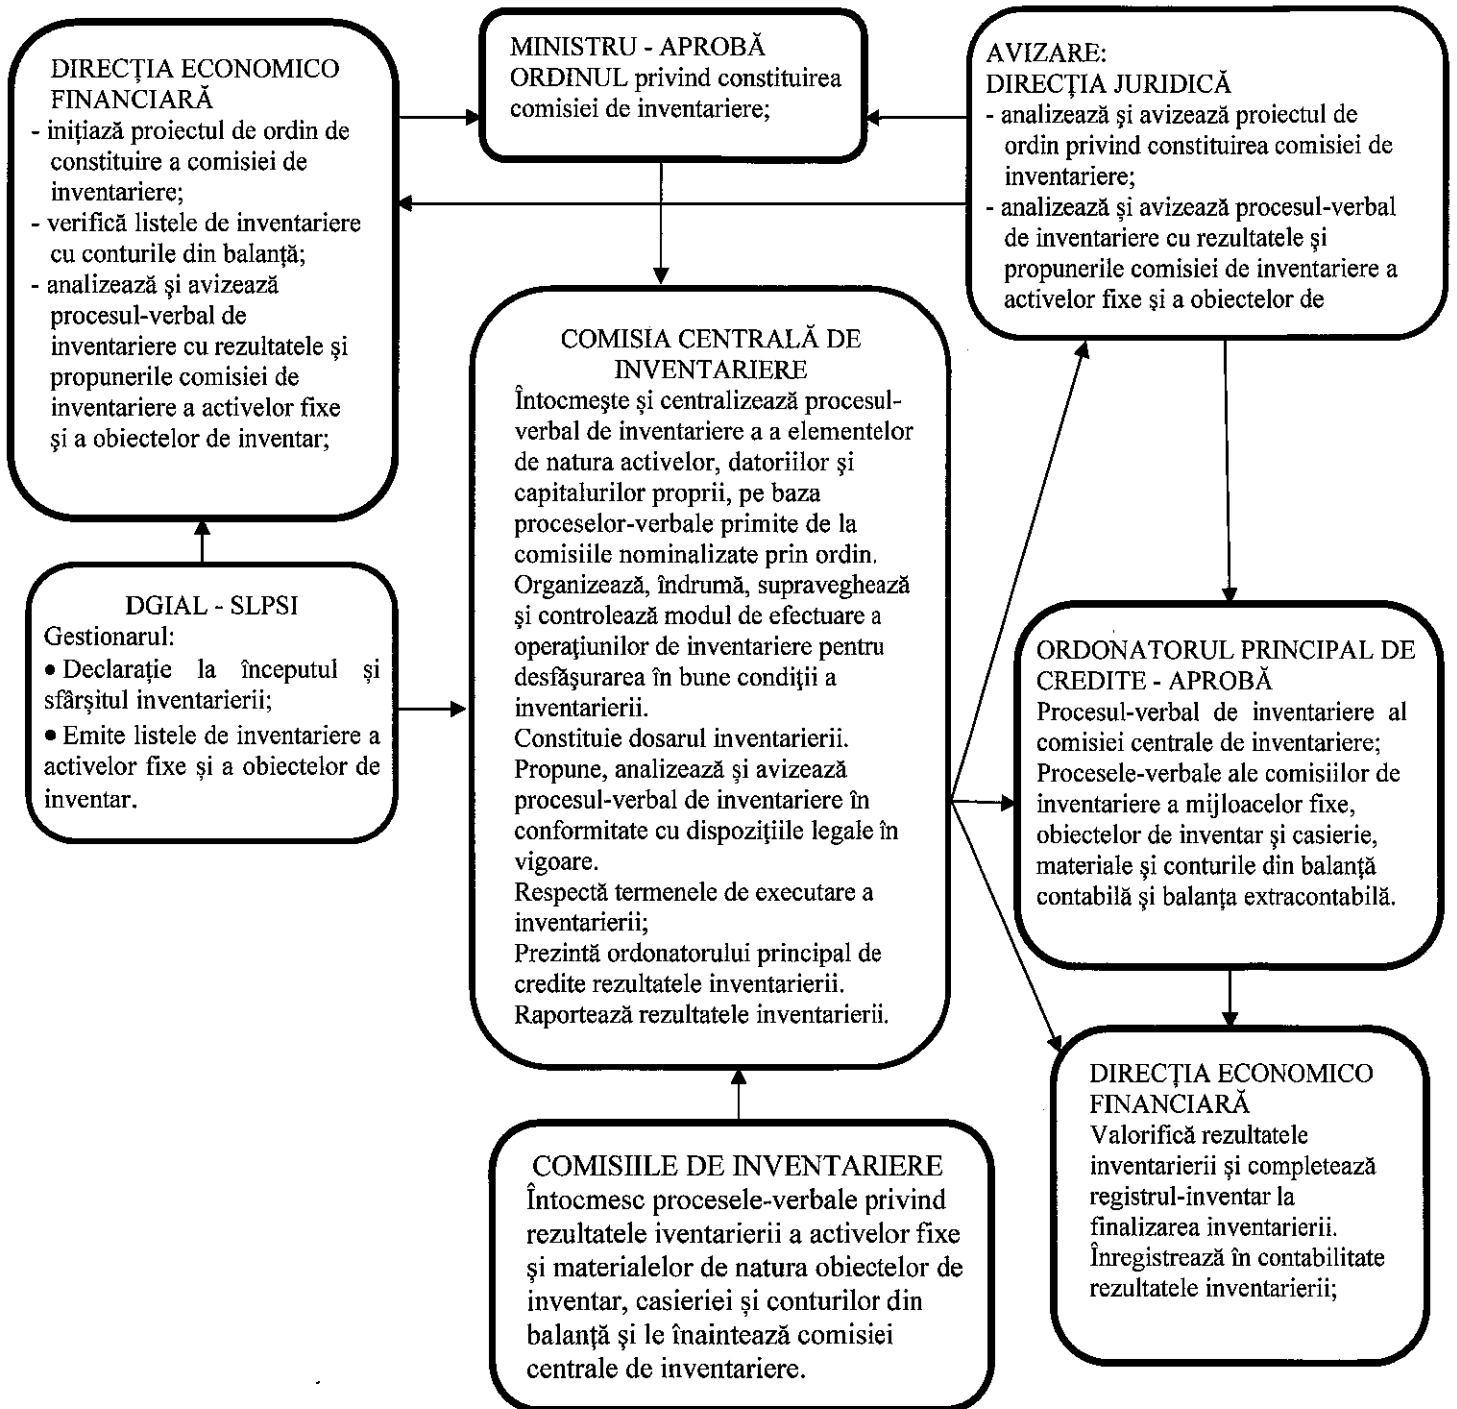 DIRECȚIA ECONOMICO
FINANCIARĂ
- inițiază proiectul de ordin de
constituire a comisiei de
inventariere;
- verifică listele de inventariere
cu conturile din balanță;
- analizează și avizează
procesul-verbal de
inventariere cu rezultatele și
propunerile comisiei de
inventariere a activelor fixe
și a obiectelor de inventar;
MINISTRU - APROBĂ
ORDINUL privind constituirea
comisiei de inventariere;
AVIZARE:
DIRECȚIA JURIDICĂ
- analizează și avizează proiectul de
ordin privind constituirea comisiei de
inventariere;
- analizează și avizează procesul-verbal
de inventariere cu rezultatele și
propunerile comisiei de inventariere a
activelor fixe și a obiectelor de
DGIAL - SLPSI
Gestionarul:
• Declarație la începutul și
sfârșitul inventarierii;
• Emite listele de inventariere a
activelor fixe și a obiectelor de
inventar.
COMISIA CENTRALĂ DE
INVENTARIERE
Întocmește și centralizează procesul-
verbal de inventariere a a elementelor
de natura activelor, datoriilor și
capitalurilor proprii, pe baza
proceselor-verbale primite de la
comisiile nominalizate prin ordin.
Organizează, îndrumă, supraveghează
și controlează modul de efectuare a
operațiunilor de inventariere pentru
desfășurarea în bune condiții a
inventarierii.
Constituie dosarul inventarierii.
Propune, analizează și avizează
procesul-verbal de inventariere în
conformitate cu dispozițiile legale în
vigoare.
Respectă termenele de executare a
inventarierii;
Prezintă ordonatorului principal de
credite rezultatele inventarierii.
Raportează rezultatele inventarierii.
ORDONATORUL PRINCIPAL DE
CREDITE - APROBĂ
Procesul-verbal de inventariere al
comisiei centrale de inventariere;
Procesele-verbale ale comisiilor de
inventariere a mijloacelor fixe,
obiectelor de inventar și casierie,
materiale și conturile din balanță
contabilă și balanța extracontabilă.
COMISIILE DE INVENTARIERE
Întocmesc procesele-verbale privind
rezultatele iventarierii a activelor fixe
și materialelor de natura obiectelor de
inventar, casieriei și conturilor din
balanță și le înaintează comisiei
centrale de inventariere.
DIRECȚIA ECONOMICO
FINANCIARĂ
Valorifică rezultatele
inventarierii și completează
registrul-inventar la
finalizarea inventarierii.
Înregistrează în contabilitate
rezultatele inventarierii;